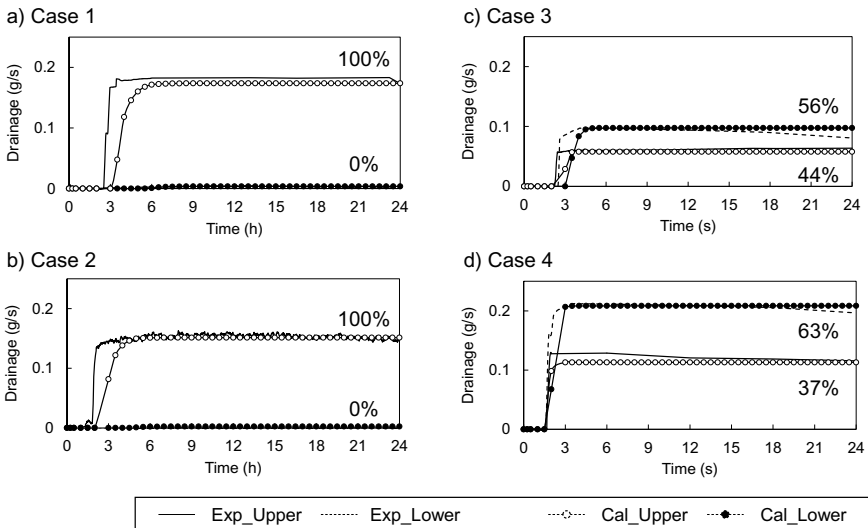 a) Case 1
Drainage (g/s)
0.2
0.1
0
100%
0%
0 3 6 9 12 15 18 21 24
Time (h)
b) Case 2
Drainage (g/s)
0.2
0.1
0
100%
0%
0 3 6 9 12 15 18 21 24
Time (h)
c) Case 3
Drainage (g/s)
0.2
0.1
0
56%
44%
0 3 6 9 12 15 18 21 24
Time (s)
d) Case 4
Drainage (g/s)
0.2
0.1
0
63%
37%
0 3 6 9 12 15 18 21 24
Time (s)
Exp_Upper Exp_Lower Cal_Upper Cal_Lower